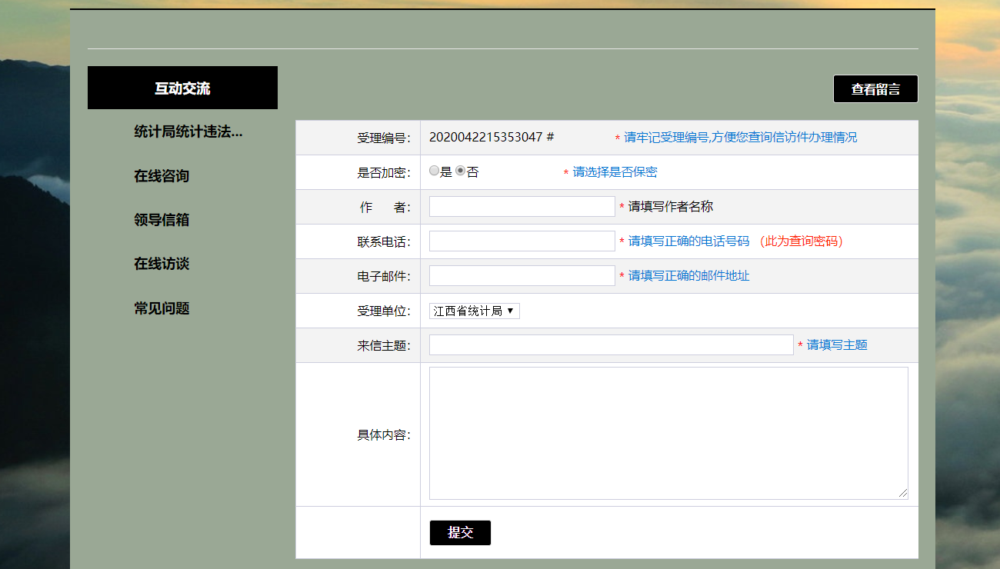 互动交流
查看留言
统计局统计违法...
在线咨询
领导信箱
在线访谈
常见问题
受理编号： 2020042215353047 # * 请牢记受理编号,方便您查询信访件办理情况
是否加密： 是 否 * 请选择是否保密
作 者： * 请填写作者名称
联系电话： * 请填写正确的电话号码 （此为查询密码）
电子邮件： * 请填写正确的邮件地址
受理单位： 江西省统计局
来信主题： * 请填写主题
具体内容：
提交